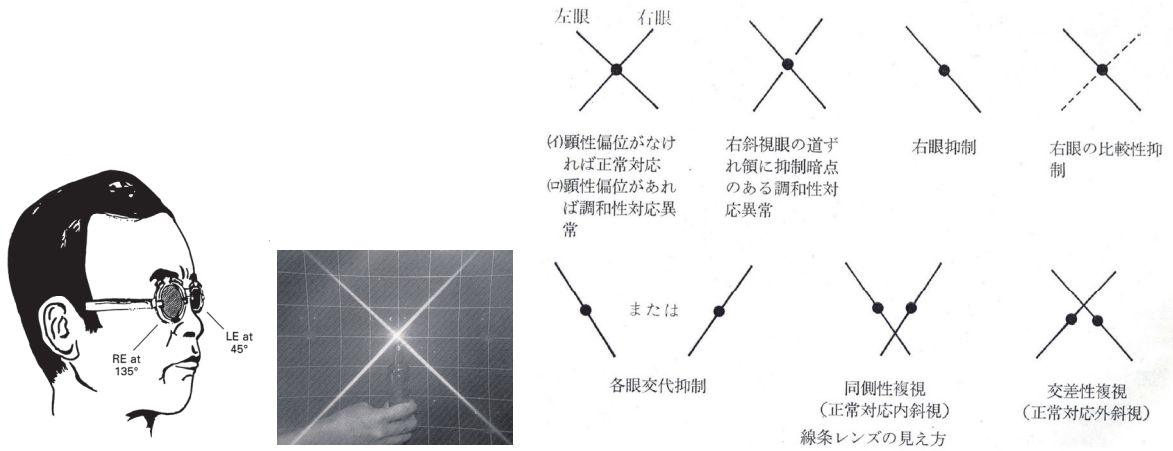 RE at
135°
LE at
45°
左眼
右眼
(イ)顕性偏位がなけ
れば正常対応
(ロ)顕性偏位があれ
ば調和性対応異
常
右斜視眼の道ず
れ領に抑制暗点
のある調和性対
応異常
右眼抑制
右眼の比較性抑
制
または
各眼交代抑制
同側性複視
(正常対応内斜視)
交差性複視
(正常対応外斜視)
線条レンズの見え方